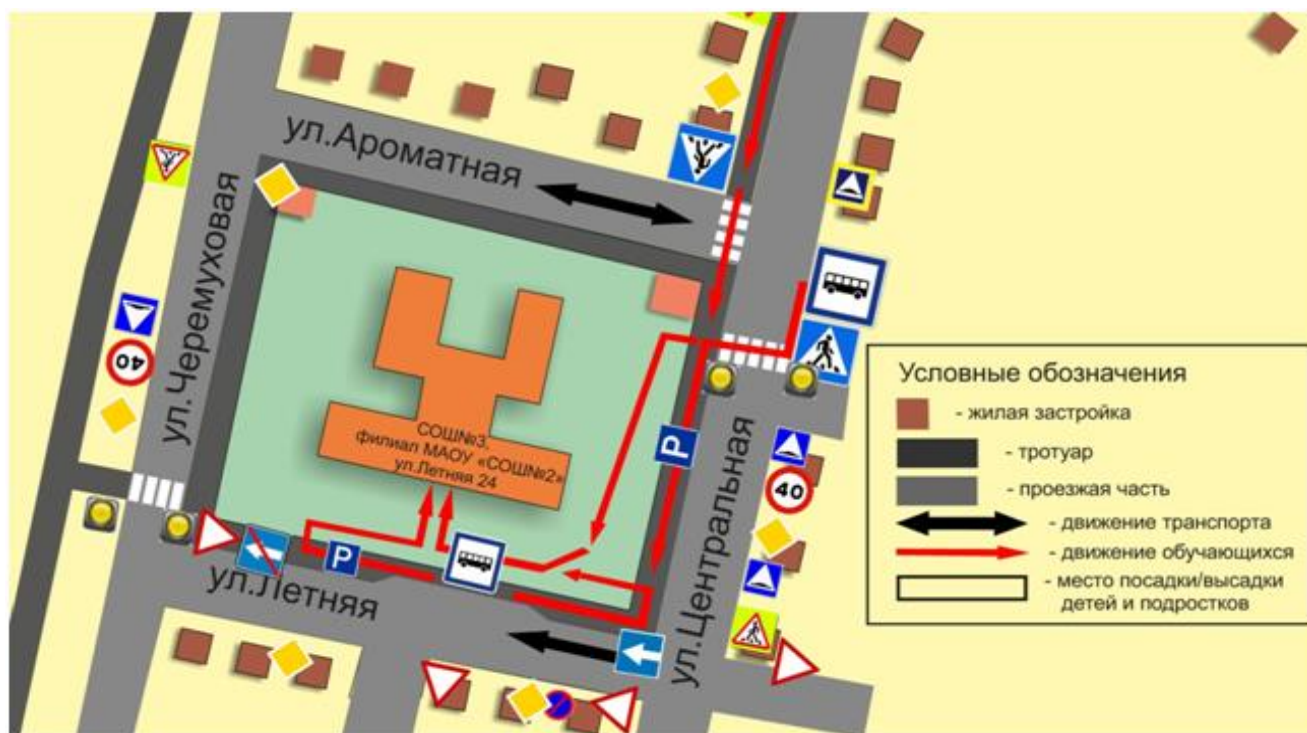 ул.Ароматная
ул.Черемуховая
40
СОШ№3,
филиал МАОУ «СОШ№2»
ул.Летняя 24
P
P
ул.Летняя
ул.Центральная
40
Условные обозначения
- жилая застройка
- тротуар
- проезжая часть
- движение транспорта
- движение обучающихся
- место посадки/высадки
детей и подростков